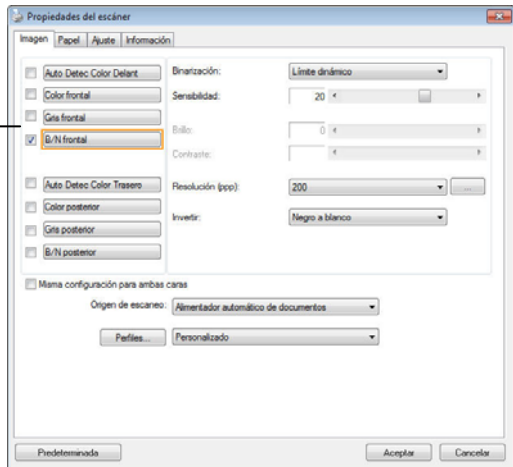 Propiedades del escáner
Imagen Papel Ajuste Información
Auto Detec Color Delant
Color frontal
Gris frontal
B/N frontal
Auto Detec Color Trasero
Color posterior
Gris posterior
B/N posterior
Binarización: Límite dinámico
Sensibilidad: 20
Brillo: 0
Contraste:
Resolución (ppp): 200 ...
Invertir: Negro a blanco
Misma configuración para ambas caras
Origen de escaneo: Alimentador automático de documentos
Perfiles... Personalizado
Predeterminada Aceptar Cancelar